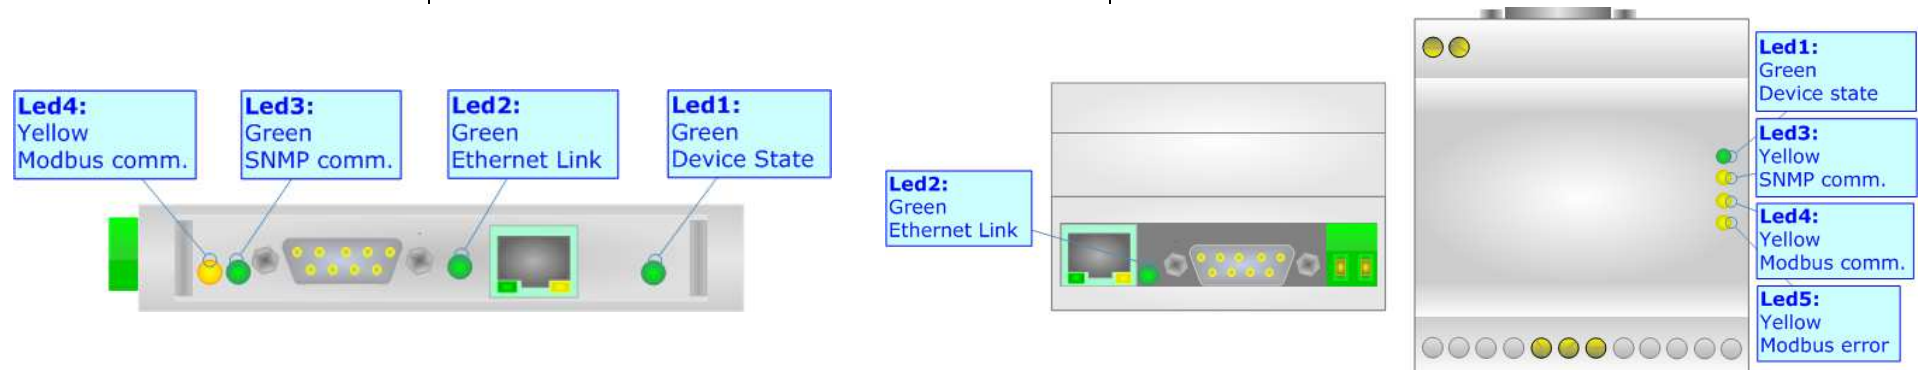 Led4:
Yellow
Modbus comm.
Led3:
Green
SNMP comm.
Led2:
Green
Ethernet Link
Led1:
Green
Device State
Led2:
Green
Ethernet Link
Led1:
Green
Device state
Led3:
Yellow
SNMP comm.
Led4:
Yellow
Modbus comm.
Led5:
Yellow
Modbus error